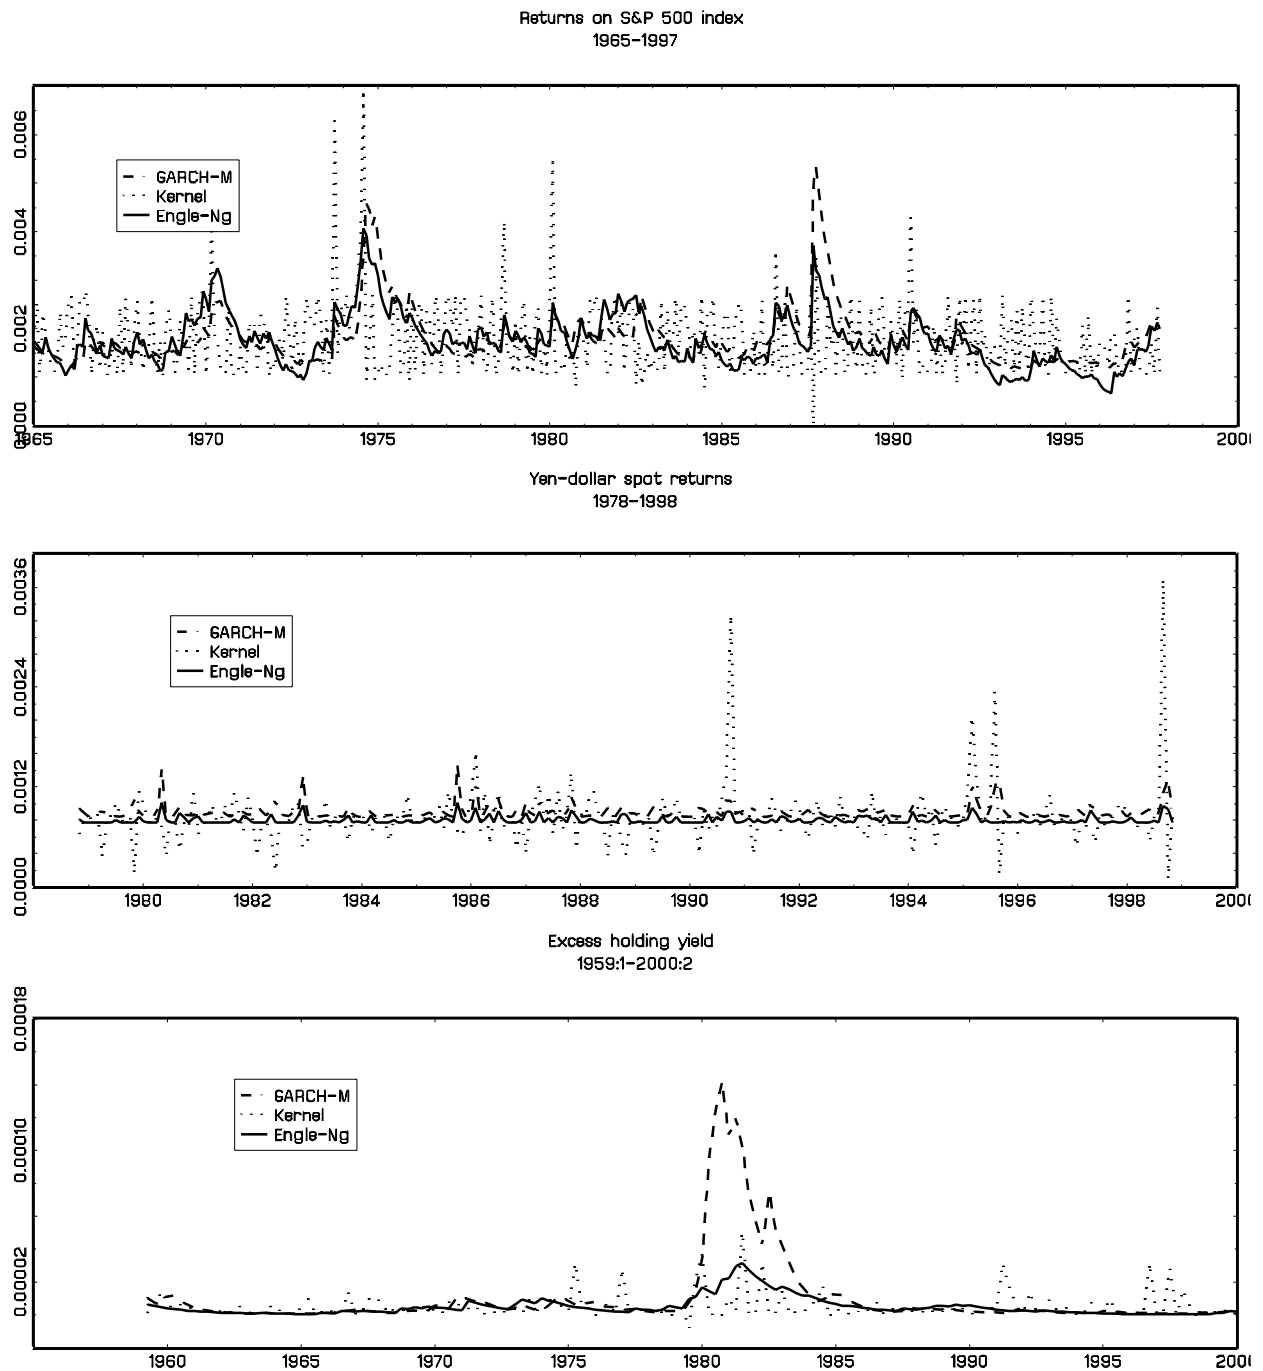 Returns on S&P 500 index
1965-1997
0.006
0.004
0.002
0.000
GARCH-M
Kernel
Engle-Ng
1965 1970 1975 1980 1985 1990 1995 200
Yen-dollar spot returns
1978-1998
0.0036
0.0024
0.0012
0.0000
GARCH-M
Kernel
Engle-Ng
1980 1982 1984 1986 1988 1990 1992 1994 1996 1998 200
Excess holding yield
1959:1-2000:2
0.00018
0.00010
0.00002
GARCH-M
Kernel
Engle-Ng
1960 1965 1970 1975 1980 1985 1990 1995 200